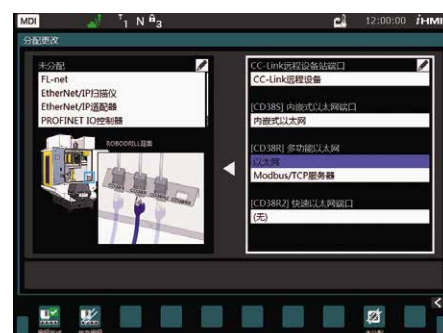 MDI
T1 N
12:00:00
iHMI
分配更改
未分配
FL-net
EtherNet/IP扫描仪
EtherNet/IP适配器
PROFINET IO控制器
CC-Link远程设备站端口
CC-Link远程设备
[CD38S] 内嵌式以太网端口
内嵌式以太网
[CD38R] 多功能以太网
以太网
Modbus/TCP服务器
[CD38R2] 快速以太网端口
(无)
未分配